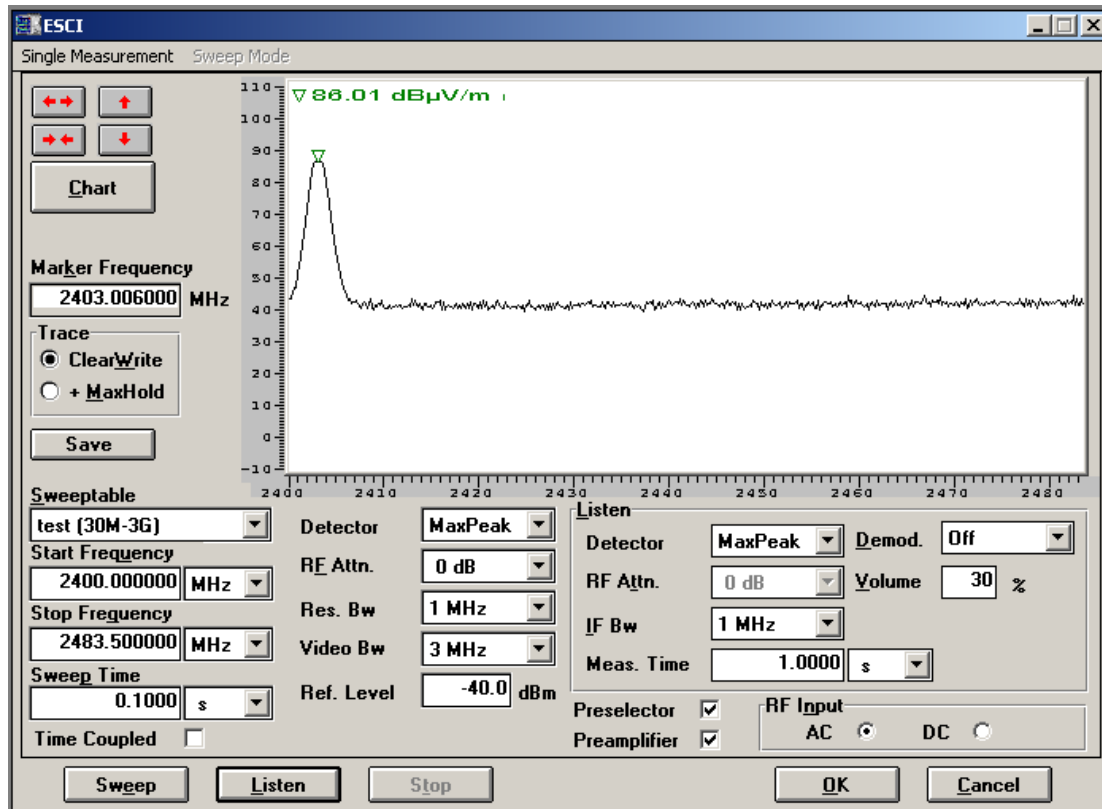 ESCI
Single Measurement Sweep Mode
110
100
90
80
70
60
50
40
30
20
10
0
-10
86.01 dBµV/m
2400 2410 2420 2430 2440 2450 2460 2470 2480
Chart
Marker Frequency
2403.006000 MHz
Trace
ClearWrite
+ MaxHold
Save
Sweeptable
test (30M-3G)
Start Frequency
2400.000000 MHz
Stop Frequency
2483.500000 MHz
Sweep Time
0.1000 s
Time Coupled
Detector MaxPeak
RF Attn. 0 dB
Res. Bw 1 MHz
Video Bw 3 MHz
Ref. Level -40.0 dBm
Listen
Detector MaxPeak Demod. Off
RF Attn. 0 dB Volume 30 %
IF Bw 1 MHz
Meas. Time 1.0000 s
Preselector
Preamplifier
RF Input
AC DC
Sweep Listen Stop OK Cancel